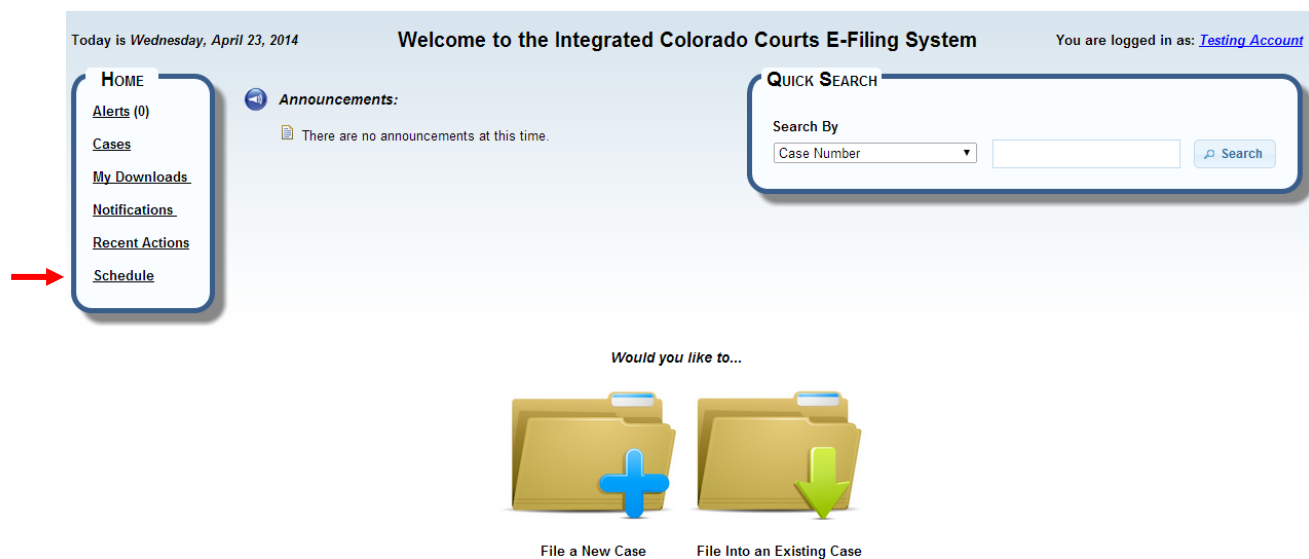 Today is Wednesday, April 23, 2014
Welcome to the Integrated Colorado Courts E-Filing System
You are logged in as: Testing Account
HOME
Alerts (0)
Cases
My Downloads
Notifications
Recent Actions
Schedule
Announcements:
There are no announcements at this time.
QUICK SEARCH
Search By
Case Number
Search
Would you like to...
File a New Case
File Into an Existing Case